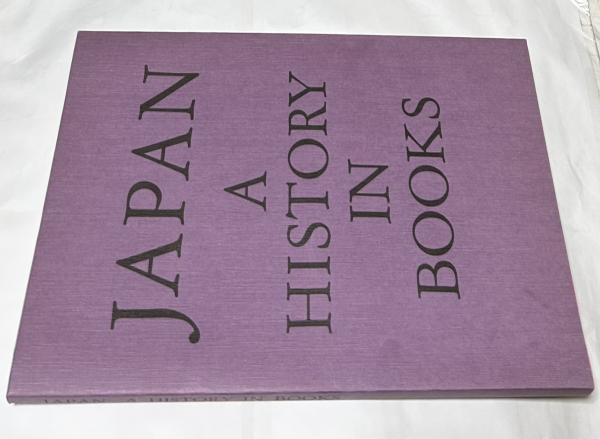 JAPAN
A
HISTORY
IN
BOOKS
JAPAN: A HISTORY IN BOOKS